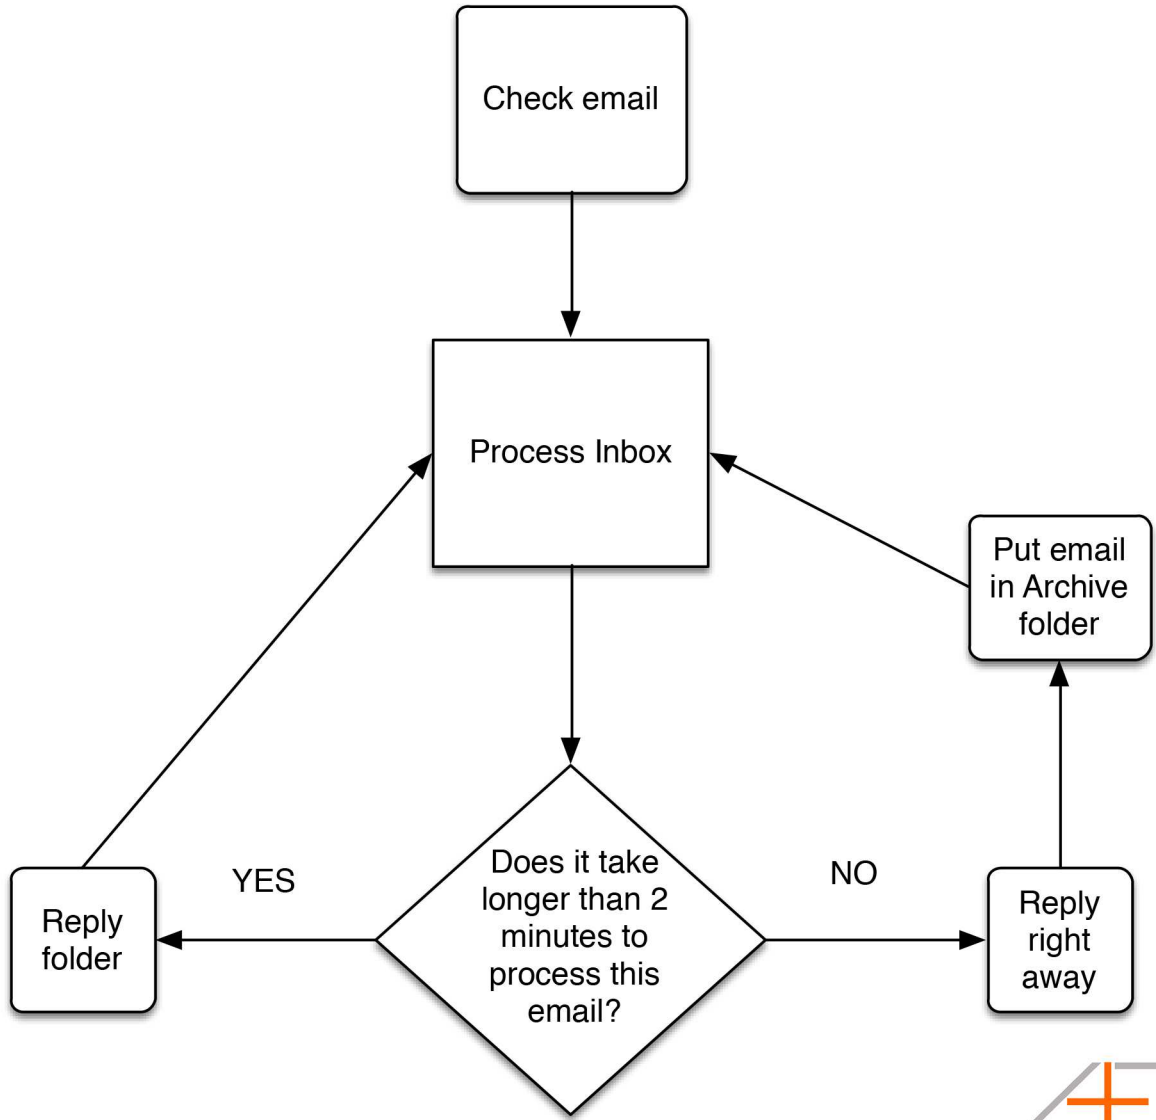 Check email
Process Inbox
Put email
in Archive
folder
YES
Does it take
longer than 2
minutes to
process this
email?
NO
Reply
folder
Reply
right
away